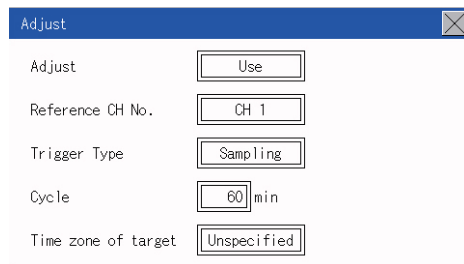 Adjust
Adjust Use
Reference CH No. CH 1
Trigger Type Sampling
Cycle 60 min
Time zone of target Unspecified